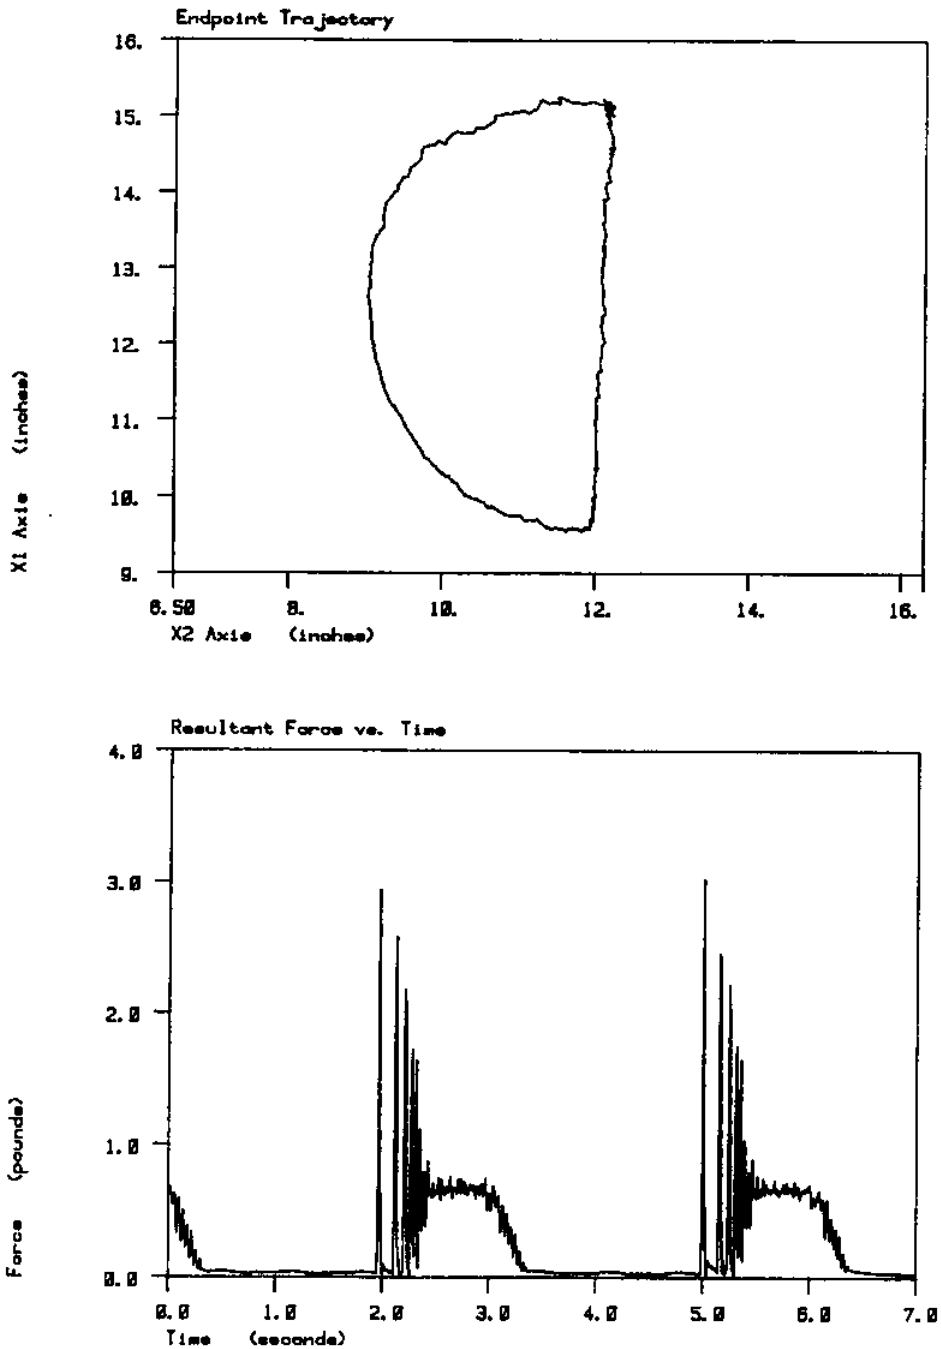 Endpoint Trajectory
16.
15.
14.
13.
12.
11.
10.
9.
X1 Axis (inches)
6.50 8. 10. 12. 14. 16.
X2 Axis (inches)
Resultant Force vs. Time
4.0
3.0
2.0
1.0
0.0
Force (pounds)
0.0 1.0 2.0 3.0 4.0 5.0 6.0 7.0
Time (seconds)